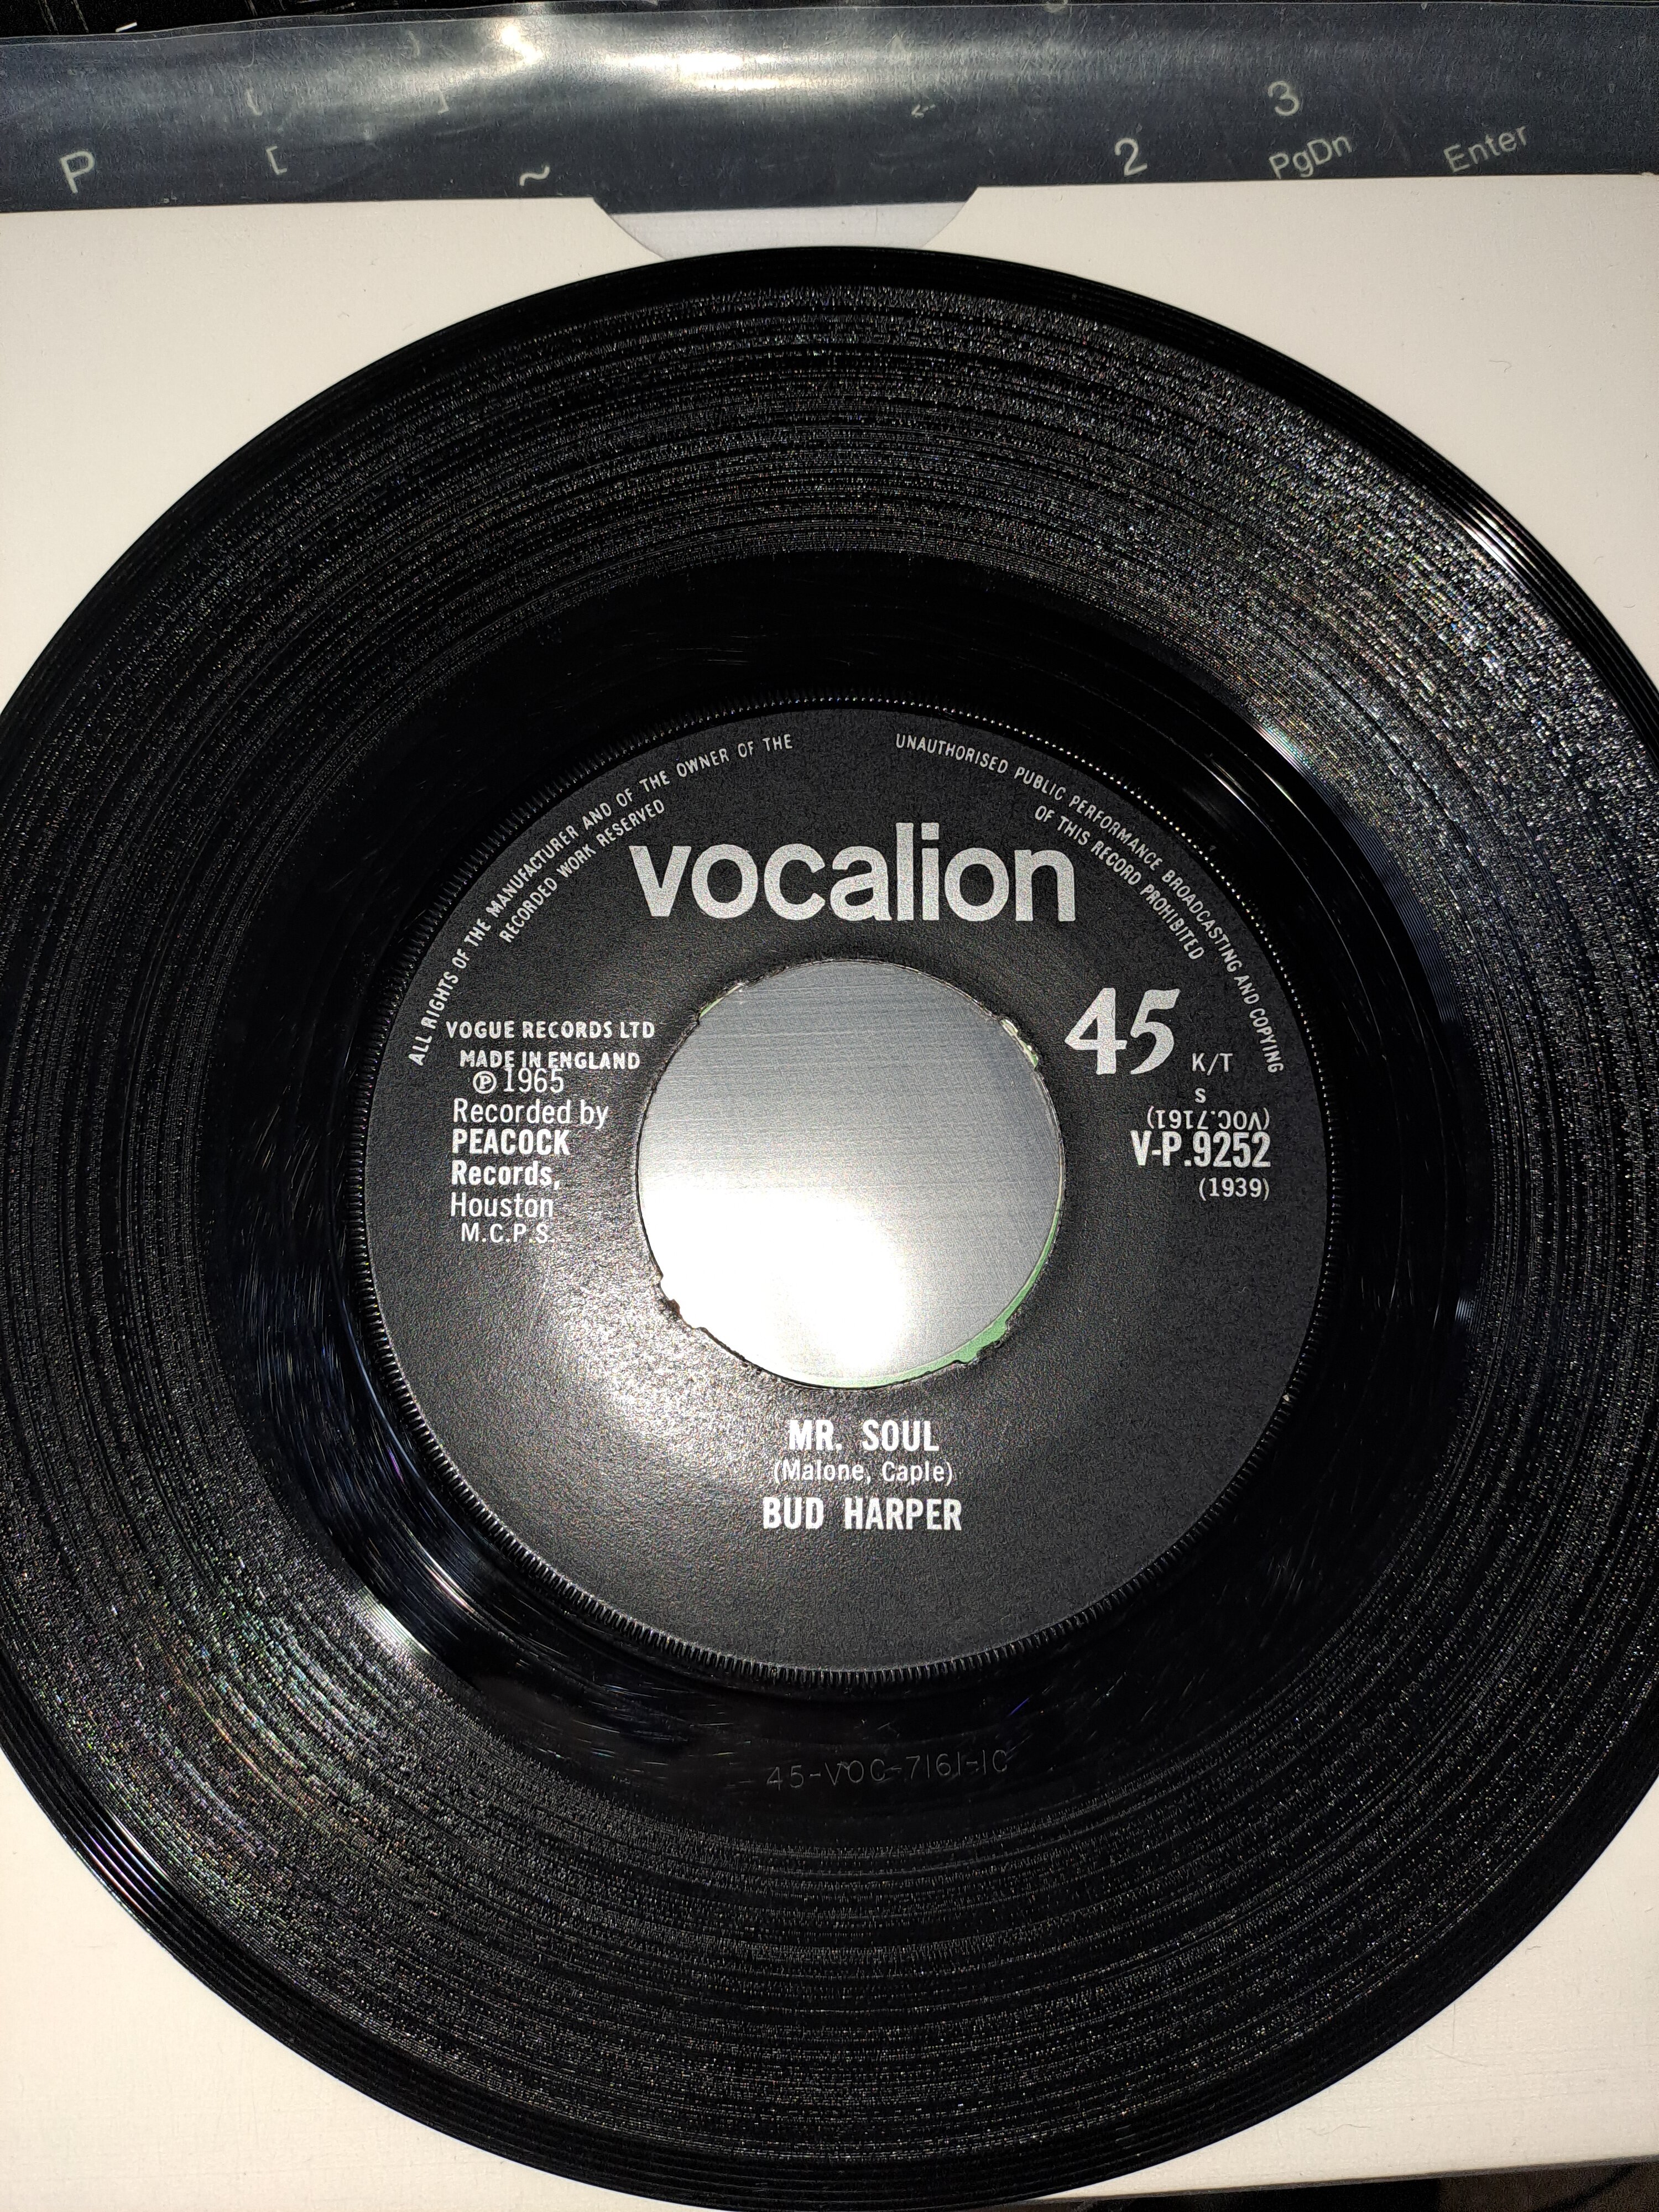 P
[
~
←--
2
3
PgDn
Enter
ALL RIGHTS OF THE MANUFACTURER AND OF THE OWNER OF THE
RECORDED WORK RESERVED
UNAUTHORISED PUBLIC PERFORMANCE BROADCASTING AND COPYING
OF THIS RECORD PROHIBITED
vocalion
VOGUE RECORDS LTD
MADE IN ENGLAND
℗ 1965
Recorded by
PEACOCK
Records,
Houston
M.C.P.S.
45 K/T
S
(VOC.7161)
V-P.9252
(1939)
MR. SOUL
(Malone, Caple)
BUD HARPER
45-VOC-7161-1C